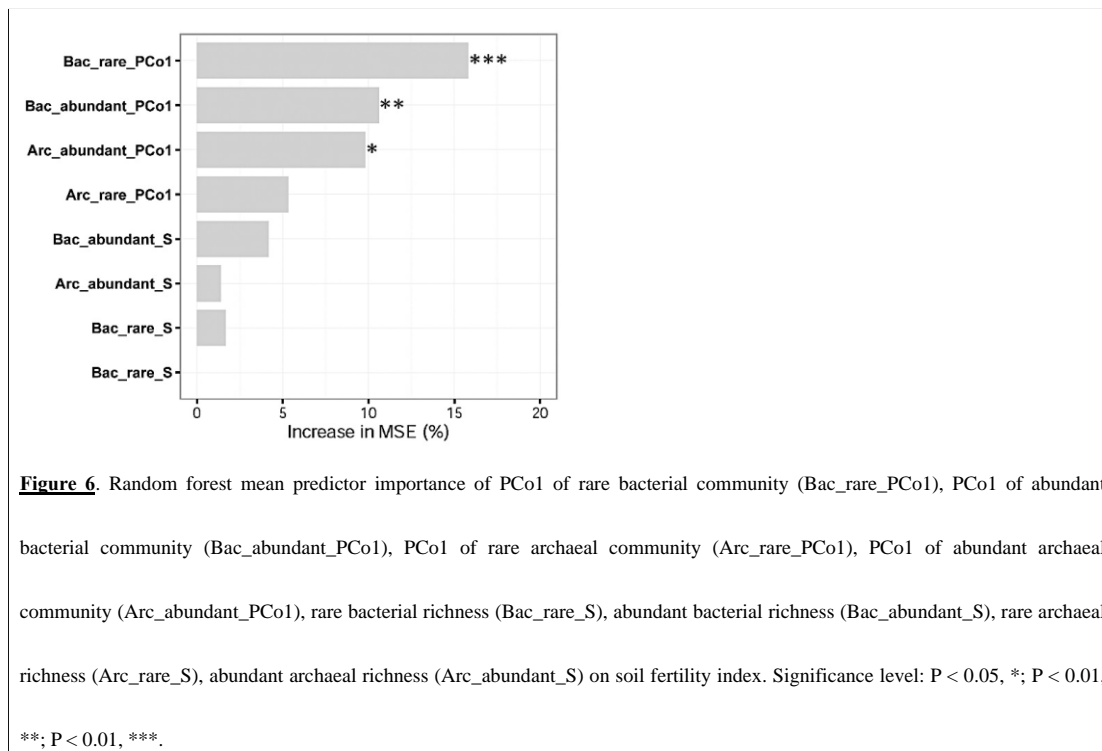 Bac_rare_PCo1
***
Bac_abundant_PCo1
**
Arc_abundant_PCo1
*
Arc_rare_PCo1
Bac_abundant_S
Arc_abundant_S
Bac_rare_S
Bac_rare_S
0 5 10 15 20
Increase in MSE (%)
Figure 6. Random forest mean predictor importance of PCo1 of rare bacterial community (Bac_rare_PCo1), PCo1 of abundant
bacterial community (Bac_abundant_PCo1), PCo1 of rare archaeal community (Arc_rare_PCo1), PCo1 of abundant archaeal
community (Arc_abundant_PCo1), rare bacterial richness (Bac_rare_S), abundant bacterial richness (Bac_abundant_S), rare archaeal
richness (Arc_rare_S), abundant archaeal richness (Arc_abundant_S) on soil fertility index. Significance level: P < 0.05, *; P < 0.01,
**; P < 0.01, ***.